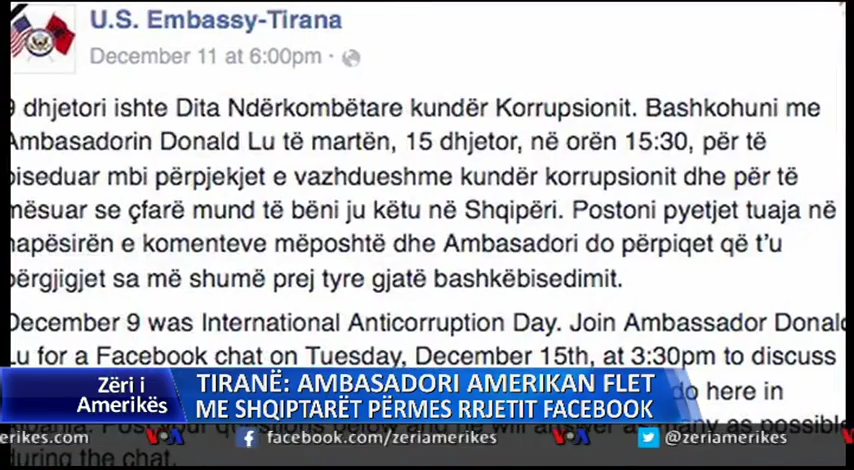 U.S. Embassy-Tirana
December 11 at 6:00pm ·
9 dhjetori ishte Dita Ndërkombëtare kundër Korrupsionit. Bashkohuni me
Ambasadorin Donald Lu të martën, 15 dhjetor, në orën 15:30, për të
biseduar mbi përpjekjet e vazhdueshme kundër korrupsionit dhe për të
mësuar se çfarë mund të bëni ju këtu në Shqipëri. Postoni pyetjet tuaja në
hapësirën e komenteve mëposhtë dhe Ambasadori do përpiqet që t'u
përgjigjet sa më shumë prej tyre gjatë bashkëbisedimit.
December 9 was International Anticorruption Day. Join Ambassador Donald
Lu for a Facebook chat on Tuesday, December 15th, at 3:30pm to discuss
do here in
as possible
during the chat.
Zëri i
Amerikës
TIRANË: AMBASADORI AMERIKAN FLET
ME SHQIPTARËT PËRMES RRJETIT FACEBOOK
amerikes.com VOA facebook.com/zeriamerikes VOA @zeriamerikes VOA